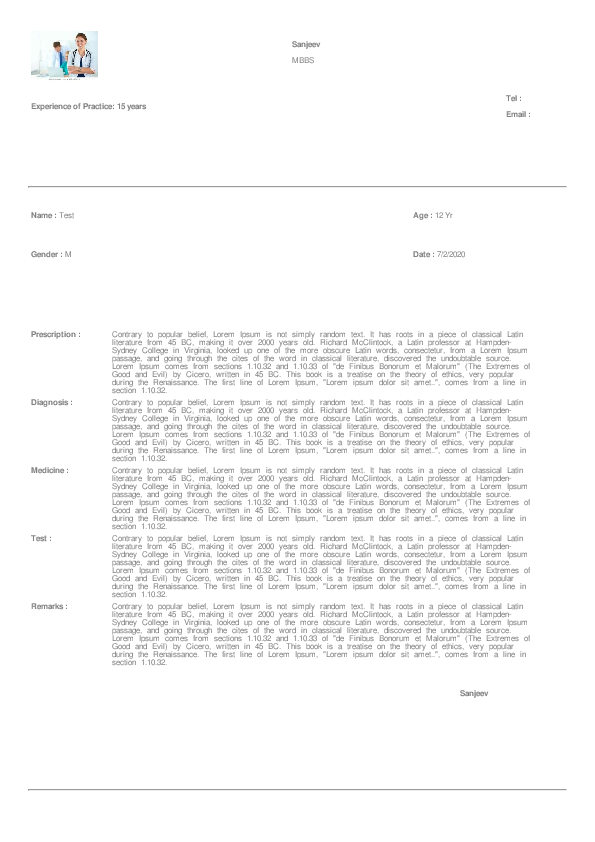 Sanjeev
MBBS
Experience of Practice: 15 years
Tel :
Email :
Name : Test
Age : 12 Yr
Gender : M
Date : 7/2/2020
Prescription :
Contrary to popular belief, Lorem Ipsum is not simply random text. It has roots in a piece of classical Latin
literature from 45 BC, making it over 2000 years old. Richard McClintock, a Latin professor at Hampden-
Sydney College in Virginia, looked up one of the more obscure Latin words, consectetur, from a Lorem Ipsum
passage, and going through the cites of the word in classical literature, discovered the undoubtable source.
Lorem Ipsum comes from sections 1.10.32 and 1.10.33 of "de Finibus Bonorum et Malorum" (The Extremes of
Good and Evil) by Cicero, written in 45 BC. This book is a treatise on the theory of ethics, very popular
during the Renaissance. The first line of Lorem Ipsum, "Lorem ipsum dolor sit amet..", comes from a line in
section 1.10.32.
Diagnosis :
Contrary to popular belief, Lorem Ipsum is not simply random text. It has roots in a piece of classical Latin
literature from 45 BC, making it over 2000 years old. Richard McClintock, a Latin professor at Hampden-
Sydney College in Virginia, looked up one of the more obscure Latin words, consectetur, from a Lorem Ipsum
passage, and going through the cites of the word in classical literature, discovered the undoubtable source.
Lorem Ipsum comes from sections 1.10.32 and 1.10.33 of "de Finibus Bonorum et Malorum" (The Extremes of
Good and Evil) by Cicero, written in 45 BC. This book is a treatise on the theory of ethics, very popular
during the Renaissance. The first line of Lorem Ipsum, "Lorem ipsum dolor sit amet..", comes from a line in
section 1.10.32.
Medicine :
Contrary to popular belief, Lorem Ipsum is not simply random text. It has roots in a piece of classical Latin
literature from 45 BC, making it over 2000 years old. Richard McClintock, a Latin professor at Hampden-
Sydney College in Virginia, looked up one of the more obscure Latin words, consectetur, from a Lorem Ipsum
passage, and going through the cites of the word in classical literature, discovered the undoubtable source.
Lorem Ipsum comes from sections 1.10.32 and 1.10.33 of "de Finibus Bonorum et Malorum" (The Extremes of
Good and Evil) by Cicero, written in 45 BC. This book is a treatise on the theory of ethics, very popular
during the Renaissance. The first line of Lorem Ipsum, "Lorem ipsum dolor sit amet..", comes from a line in
section 1.10.32.
Test :
Contrary to popular belief, Lorem Ipsum is not simply random text. It has roots in a piece of classical Latin
literature from 45 BC, making it over 2000 years old. Richard McClintock, a Latin professor at Hampden-
Sydney College in Virginia, looked up one of the more obscure Latin words, consectetur, from a Lorem Ipsum
passage, and going through the cites of the word in classical literature, discovered the undoubtable source.
Lorem Ipsum comes from sections 1.10.32 and 1.10.33 of "de Finibus Bonorum et Malorum" (The Extremes of
Good and Evil) by Cicero, written in 45 BC. This book is a treatise on the theory of ethics, very popular
during the Renaissance. The first line of Lorem Ipsum, "Lorem ipsum dolor sit amet..", comes from a line in
section 1.10.32.
Remarks :
Contrary to popular belief, Lorem Ipsum is not simply random text. It has roots in a piece of classical Latin
literature from 45 BC, making it over 2000 years old. Richard McClintock, a Latin professor at Hampden-
Sydney College in Virginia, looked up one of the more obscure Latin words, consectetur, from a Lorem Ipsum
passage, and going through the cites of the word in classical literature, discovered the undoubtable source.
Lorem Ipsum comes from sections 1.10.32 and 1.10.33 of "de Finibus Bonorum et Malorum" (The Extremes of
Good and Evil) by Cicero, written in 45 BC. This book is a treatise on the theory of ethics, very popular
during the Renaissance. The first line of Lorem Ipsum, "Lorem ipsum dolor sit amet..", comes from a line in
section 1.10.32.
Sanjeev